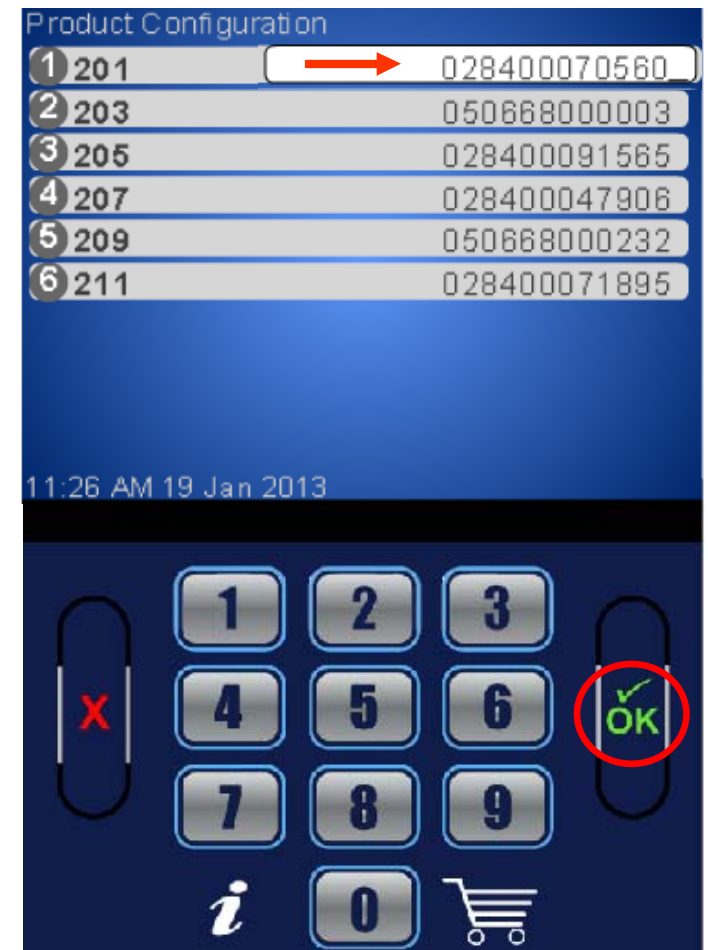 Product Configuration
1 201 028400070560_
2 203 050668000003
3 205 028400091565
4 207 028400047906
5 209 050668000232
6 211 028400071895
11:26 AM 19 Jan 2013
1 2 3
X 4 5 6 OK
7 8 9
i 0